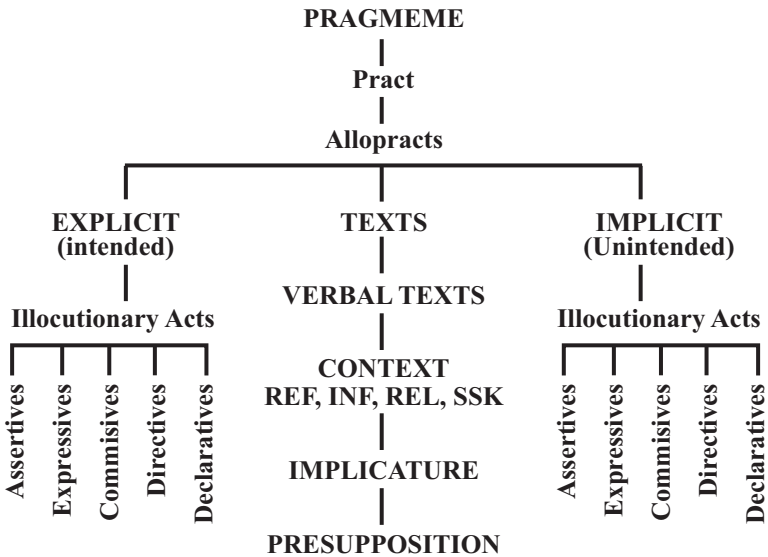 PRAGMEME
Pract
Allopracts
EXPLICIT
(intended)
TEXTS
IMPLICIT
(Unintended)
VERBAL TEXTS
Illocutionary Acts
Illocutionary Acts
CONTEXT
REF, INF, REL, SSK
Assertives
Expressives
Commisives
Directives
Declaratives
Assertives
Expressives
Commisives
Directives
Declaratives
IMPLICATURE
PRESUPPOSITION